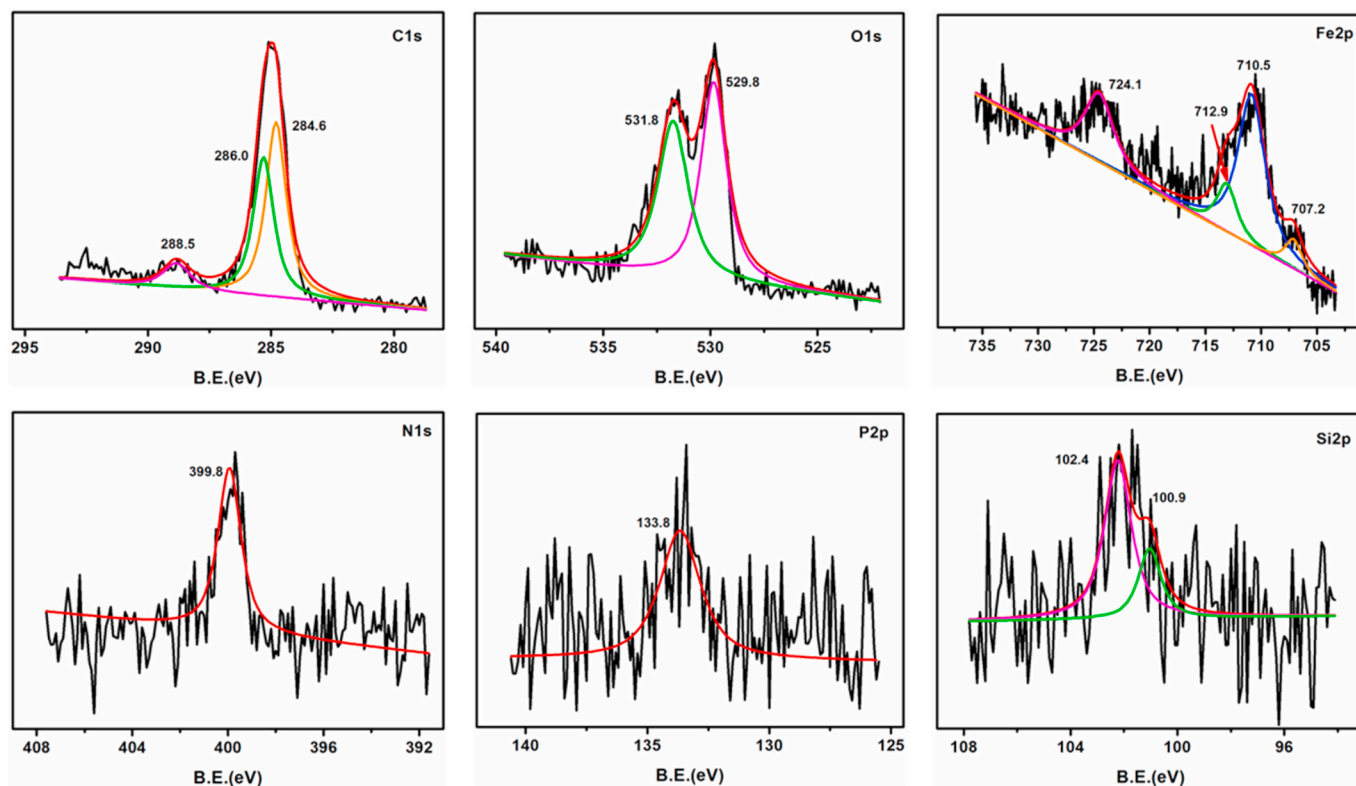 C1s
284.6
286.0
288.5
295 290 285 280
B.E.(eV)
O1s
529.8
531.8
540 535 530 525
B.E.(eV)
Fe2p
710.5
724.1
712.9
707.2
735 730 725 720 715 710 705
B.E.(eV)
N1s
399.8
408 404 400 396 392
B.E.(eV)
P2p
133.8
140 135 130 125
B.E.(eV)
Si2p
102.4
100.9
108 104 100 96
B.E.(eV)